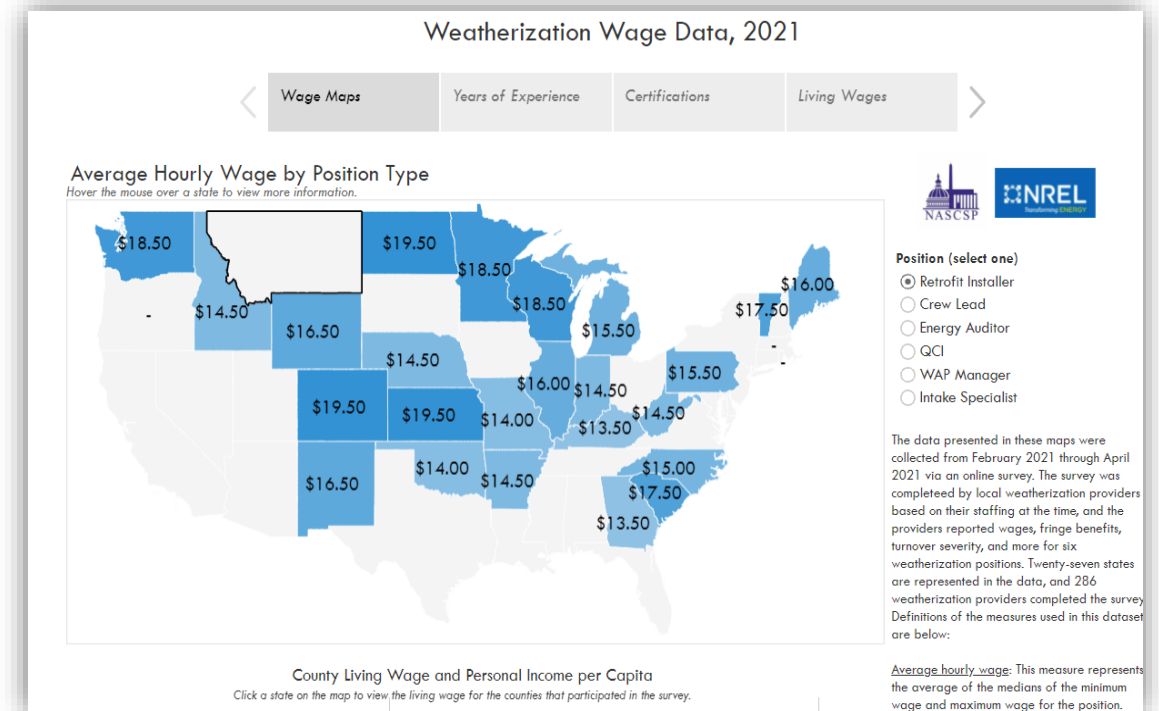 Weatherization Wage Data, 2021
Wage Maps
Years of Experience
Certifications
Living Wages
Average Hourly Wage by Position Type
Hover the mouse over a state to view more information.
$18.50
$19.50
$18.50
$16.00
-
$14.50
$16.50
$18.50
$17.50
$15.50
-
-
$14.50
$15.50
$19.50
$19.50
$14.00
$16.00
$14.50
$14.50
$13.50
$16.50
$14.00
$14.50
$15.00
$17.50
$13.50
NASCSP
NREL
Transforming ENERGY
Position (select one)
Retrofit Installer
Crew Lead
Energy Auditor
QCI
WAP Manager
Intake Specialist
The data presented in these maps were
collected from February 2021 through April
2021 via an online survey. The survey was
completeed by local weatherization providers
based on their staffing at the time, and the
providers reported wages, fringe benefits,
turnover severity, and more for six
weatherization positions. Twenty-seven states
are represented in the data, and 286
weatherization providers completed the survey
Definitions of the measures used in this dataset
are below:
Average hourly wage: This measure represents
the average of the medians of the minimum
wage and maximum wage for the position.
County Living Wage and Personal Income per Capita
Click a state on the map to view the living wage for the counties that participated in the survey.